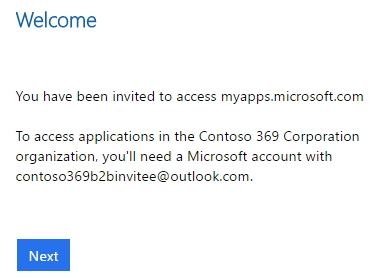 Welcome
You have been invited to access myapps.microsoft.com
To access applications in the Contoso 369 Corporation
organization, you'll need a Microsoft account with
contoso369b2binvitee@outlook.com.
Next